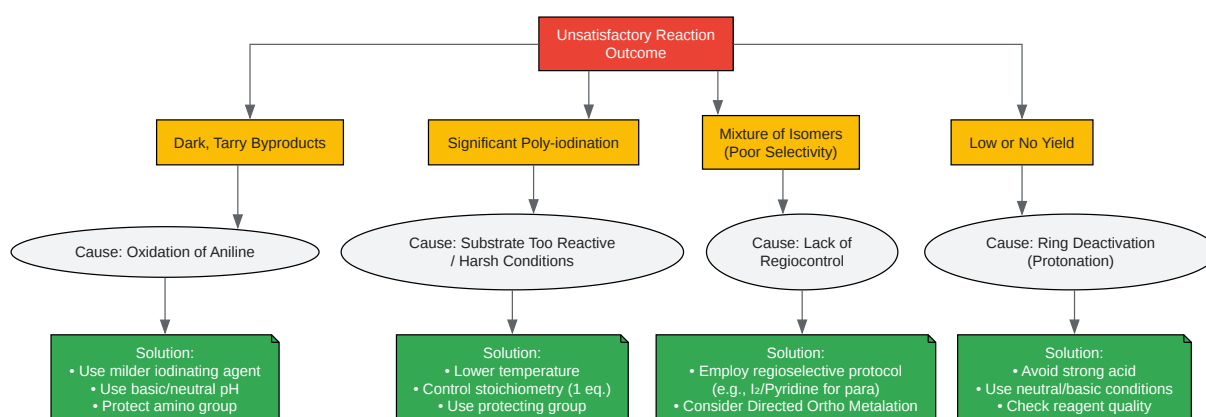 Unsatisfactory Reaction
Outcome
Dark, Tarry Byproducts
Significant Poly-iodination
Mixture of Isomers
(Poor Selectivity)
Low or No Yield
Cause: Oxidation of Aniline
Cause: Substrate Too Reactive
/ Harsh Conditions
Cause: Lack of
Regiocontrol
Cause: Ring Deactivation
(Protonation)
Solution:
• Use milder iodinating agent
• Use basic/neutral pH
• Protect amino group
Solution:
• Lower temperature
• Control stoichiometry (1 eq.)
• Use protecting group
Solution:
• Employ regioselective protocol
(e.g., I₂/Pyridine for para)
• Consider Directed Ortho Metalation
Solution:
• Avoid strong acid
• Use neutral/basic conditions
• Check reagent quality